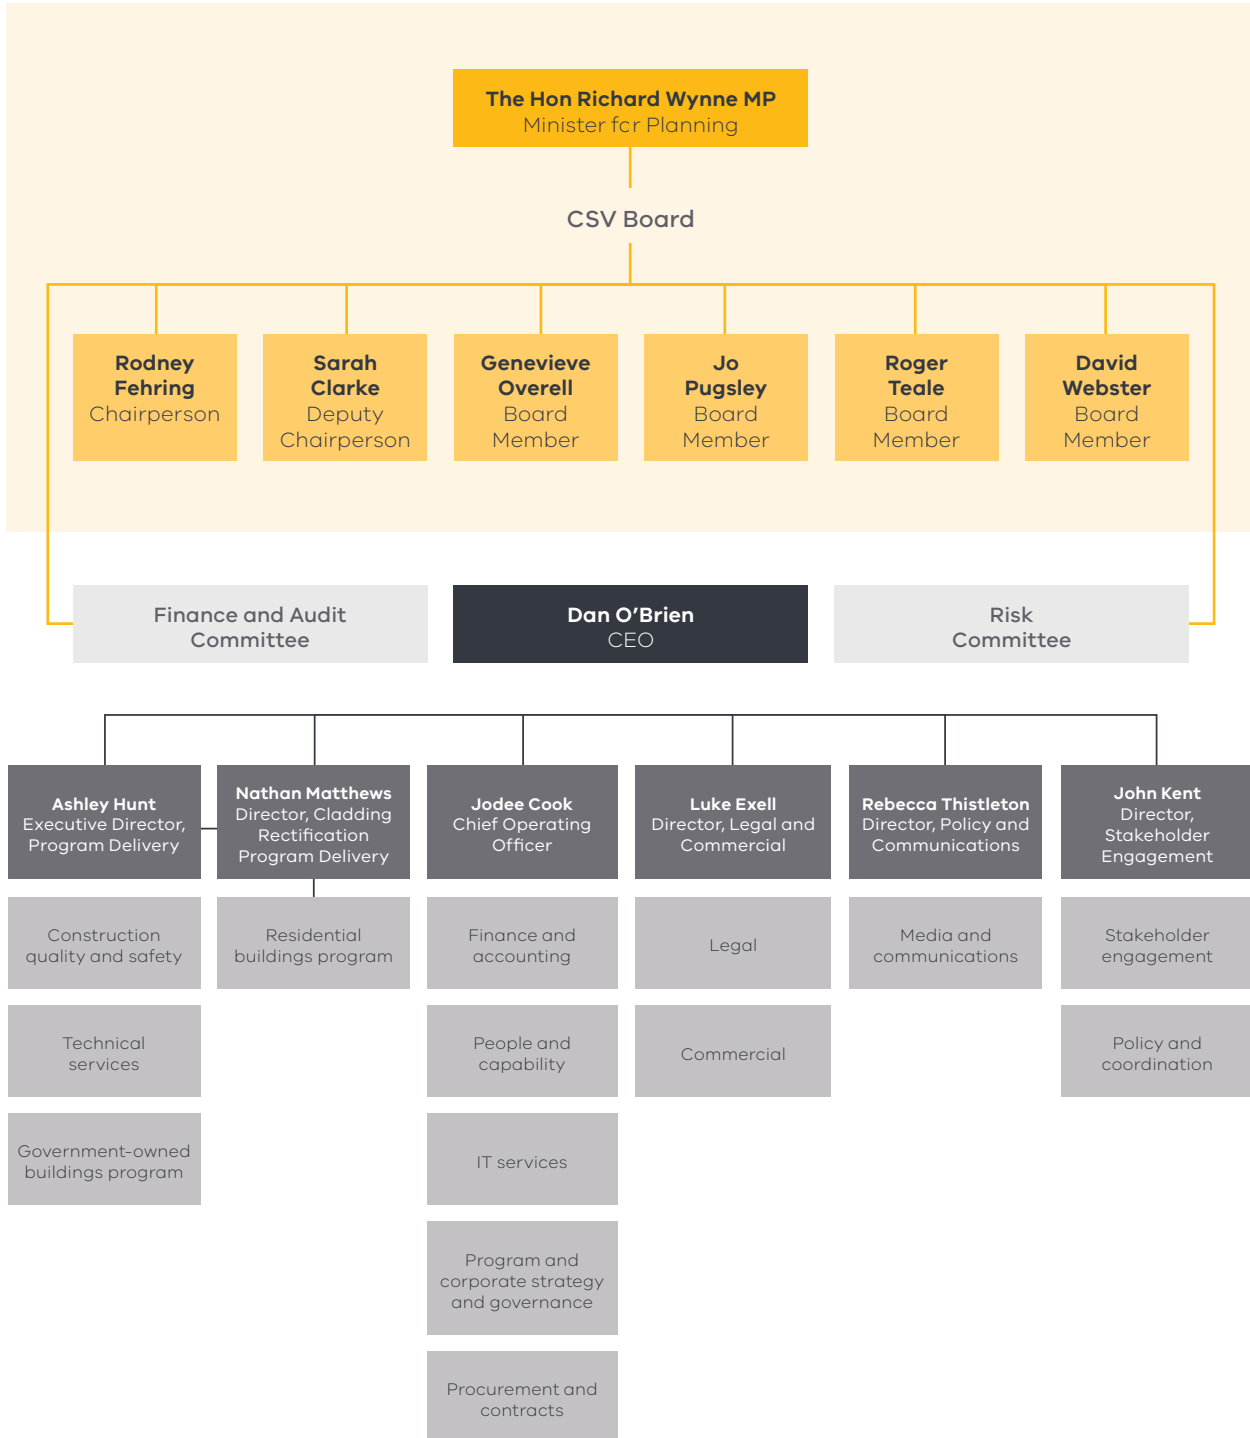 The Hon Richard Wynne MP
Minister for Planning
CSV Board
Rodney
Fehring
Chairperson
Sarah
Clarke
Deputy
Chairperson
Genevieve
Overell
Board
Member
Jo
Pugsley
Board
Member
Roger
Teale
Board
Member
David
Webster
Board
Member
Finance and Audit
Committee
Dan O’Brien
CEO
Risk
Committee
Ashley Hunt
Executive Director,
Program Delivery
Nathan Matthews
Director, Cladding
Rectification
Program Delivery
Jodee Cook
Chief Operating
Officer
Luke Exell
Director, Legal and
Commercial
Rebecca Thistleton
Director, Policy and
Communications
John Kent
Director,
Stakeholder
Engagement
Construction
quality and safety
Residential
buildings program
Finance and
accounting
Legal
Media and
communications
Stakeholder
engagement
Technical
services
People and
capability
Commercial
Policy and
coordination
Government-owned
buildings program
IT services
Program and
corporate strategy
and governance
Procurement and
contracts